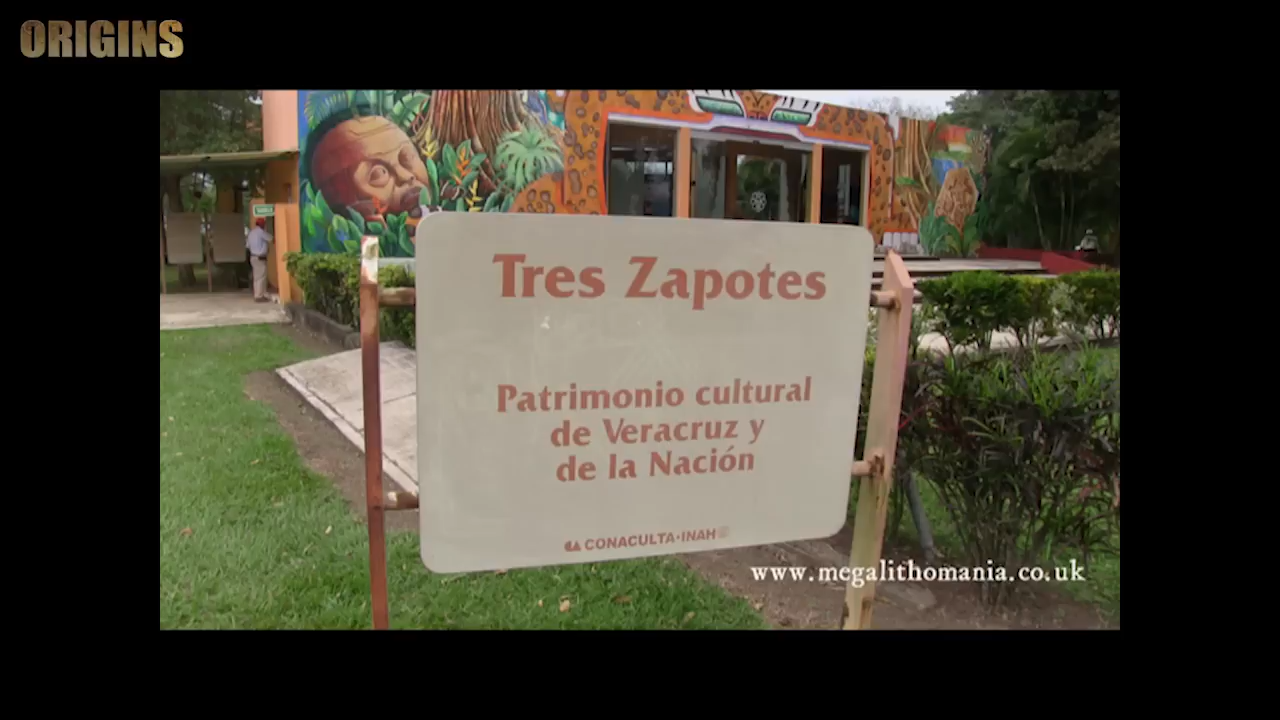 ORIGINS
Tres Zapotes
Patrimonio cultural
de Veracruz y
de la Nación
CONACULTA·INAH
www.megalithomania.co.uk